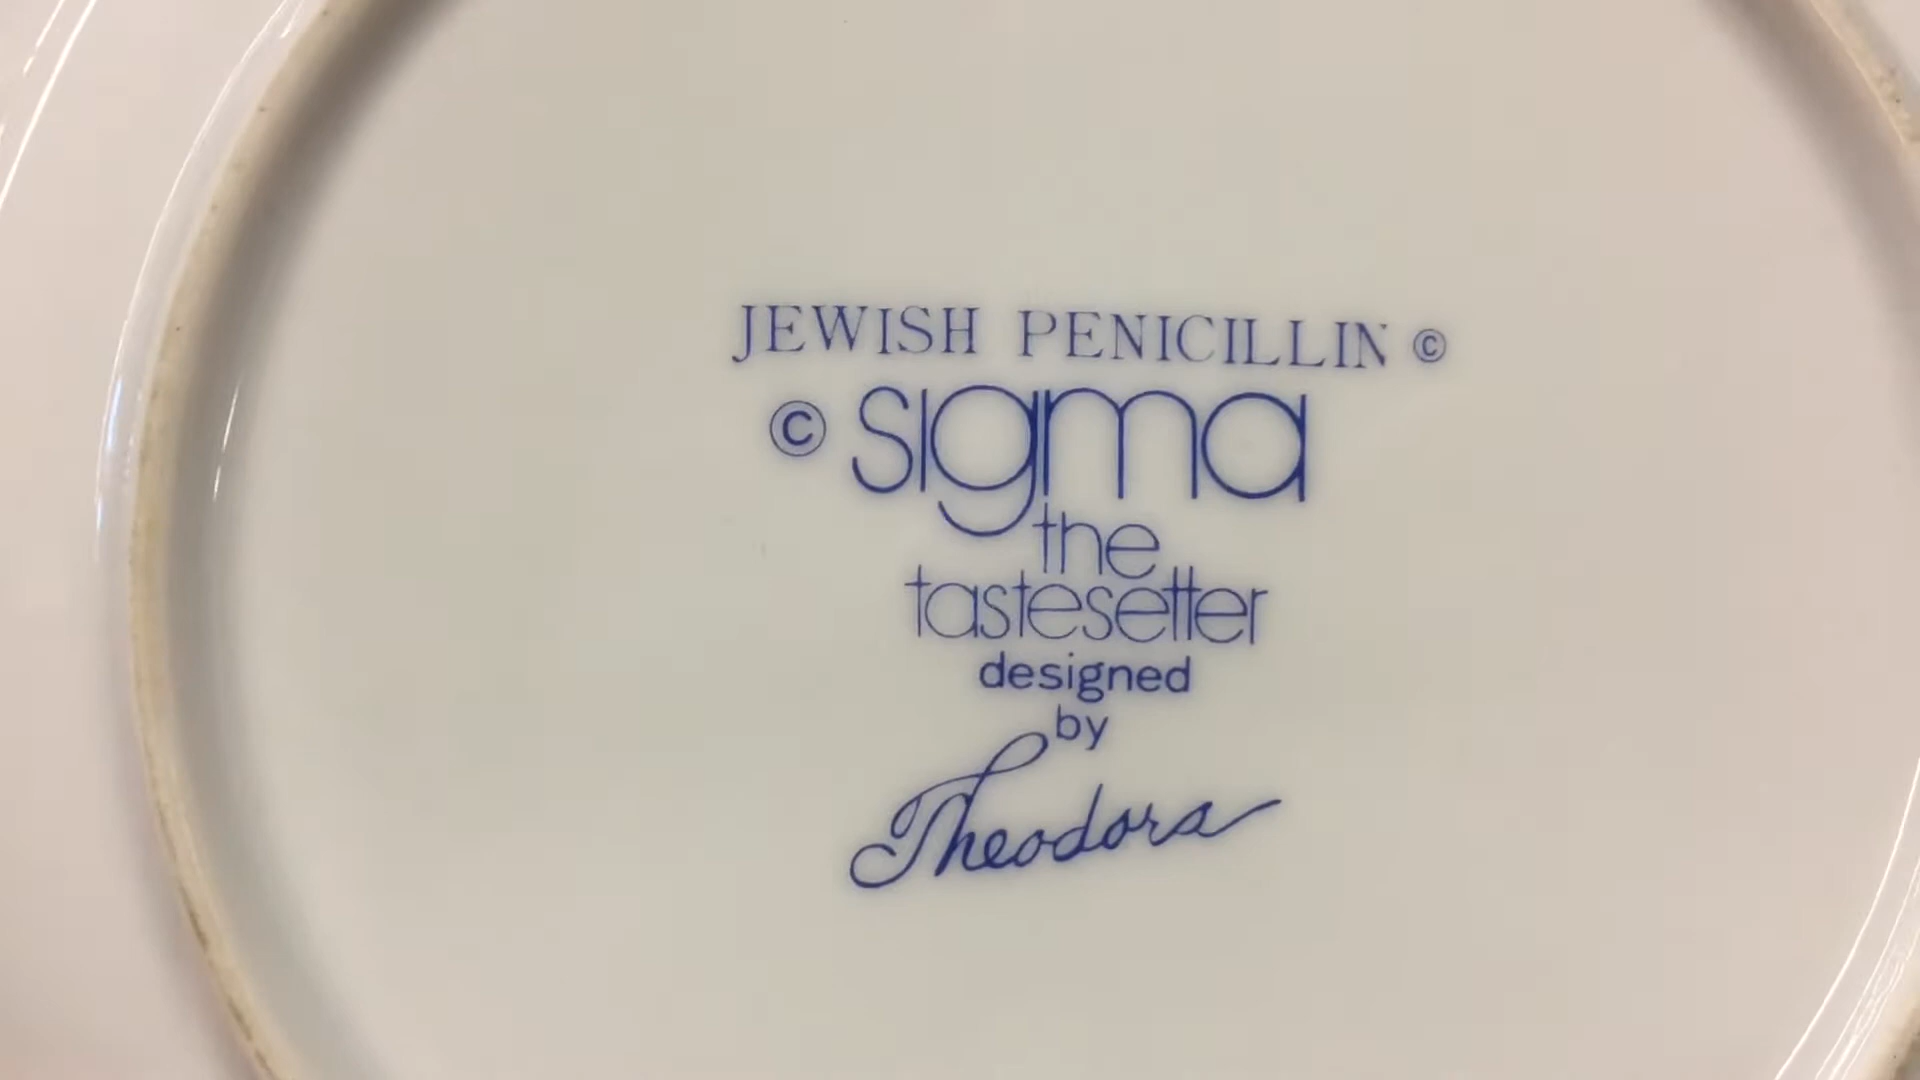 JEWISH PENICILLIN ©
© sigma
the
tastesetter
designed
by
Theodora